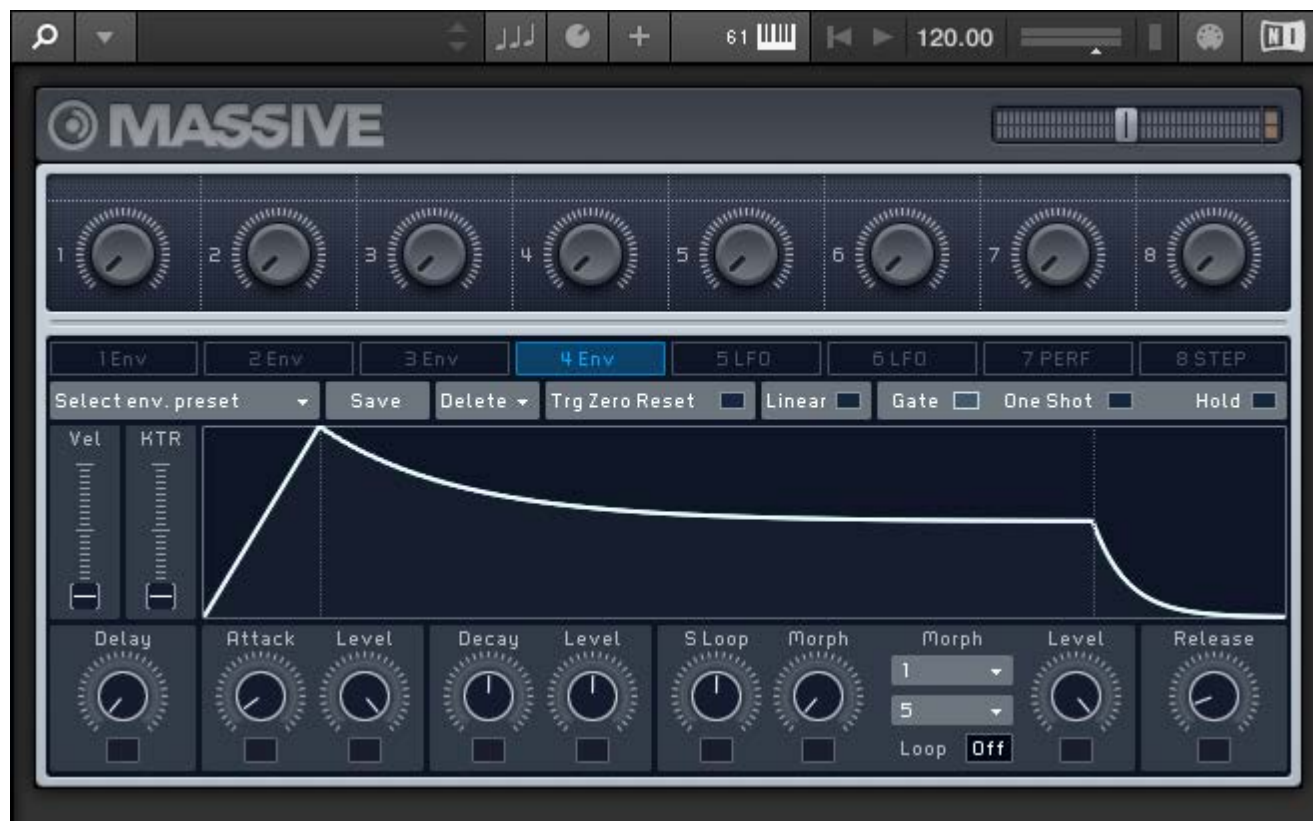 61 120.00 NI
MASSIVE
1 2 3 4 5 6 7 8
1 Env 2 Env 3 Env 4 Env 5 LFO 6 LFO 7 PERF 8 STEP
Select env. preset Save Delete Trg Zero Reset Linear Gate One Shot Hold
Vel KTR
Delay Attack Level Decay Level S Loop Morph Morph Level Release
1
5
Loop Off